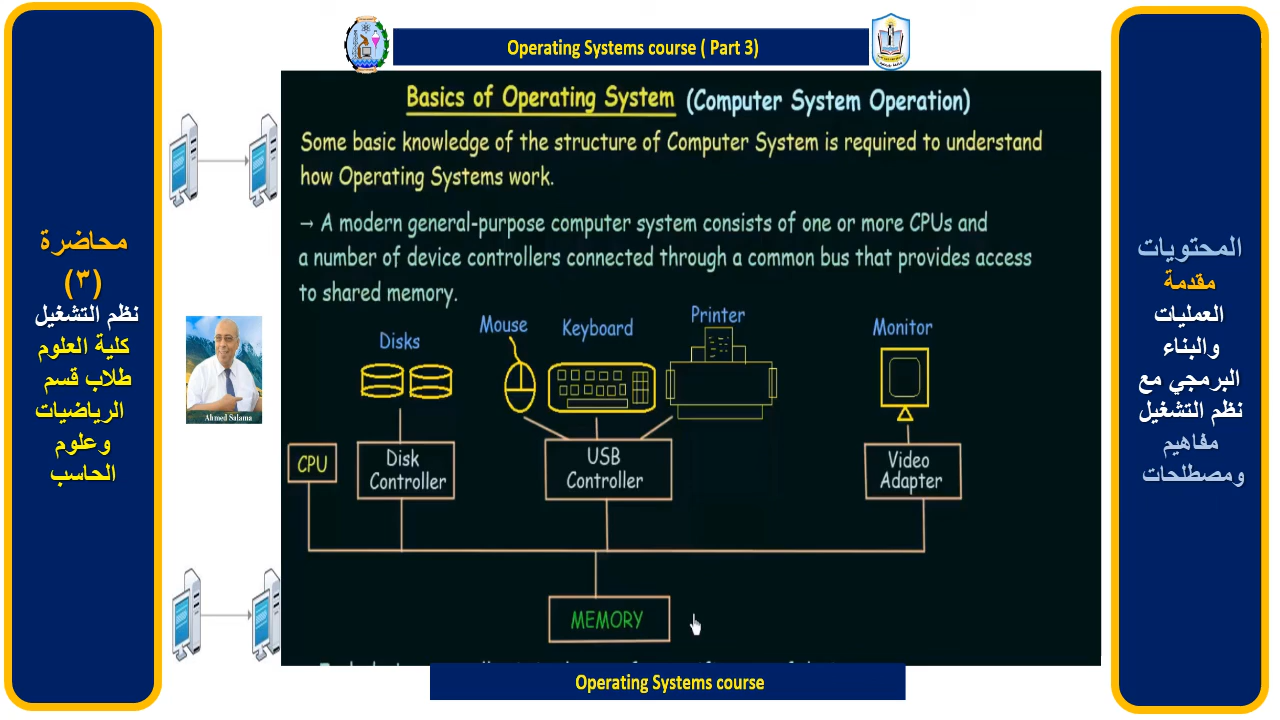 Operating Systems course ( Part 3)
Basics of Operating System (Computer System Operation)
Some basic knowledge of the structure of Computer System is required to understand
how Operating Systems work.
→ A modern general-purpose computer system consists of one or more CPUs and
a number of device controllers connected through a common bus that provides access
to shared memory.
Disks
Mouse
Keyboard
Printer
Monitor
CPU
Disk
Controller
USB
Controller
Video
Adapter
MEMORY
Operating Systems course
محاضرة
(٣)
نظم التشغيل
كلية العلوم
طلاب قسم
الرياضيات
وعلوم
الحاسب
Ahmed Salama
المحتويات
مقدمة
العمليات
والبناء
البرمجي مع
نظم التشغيل
مفاهيم
ومصطلحات